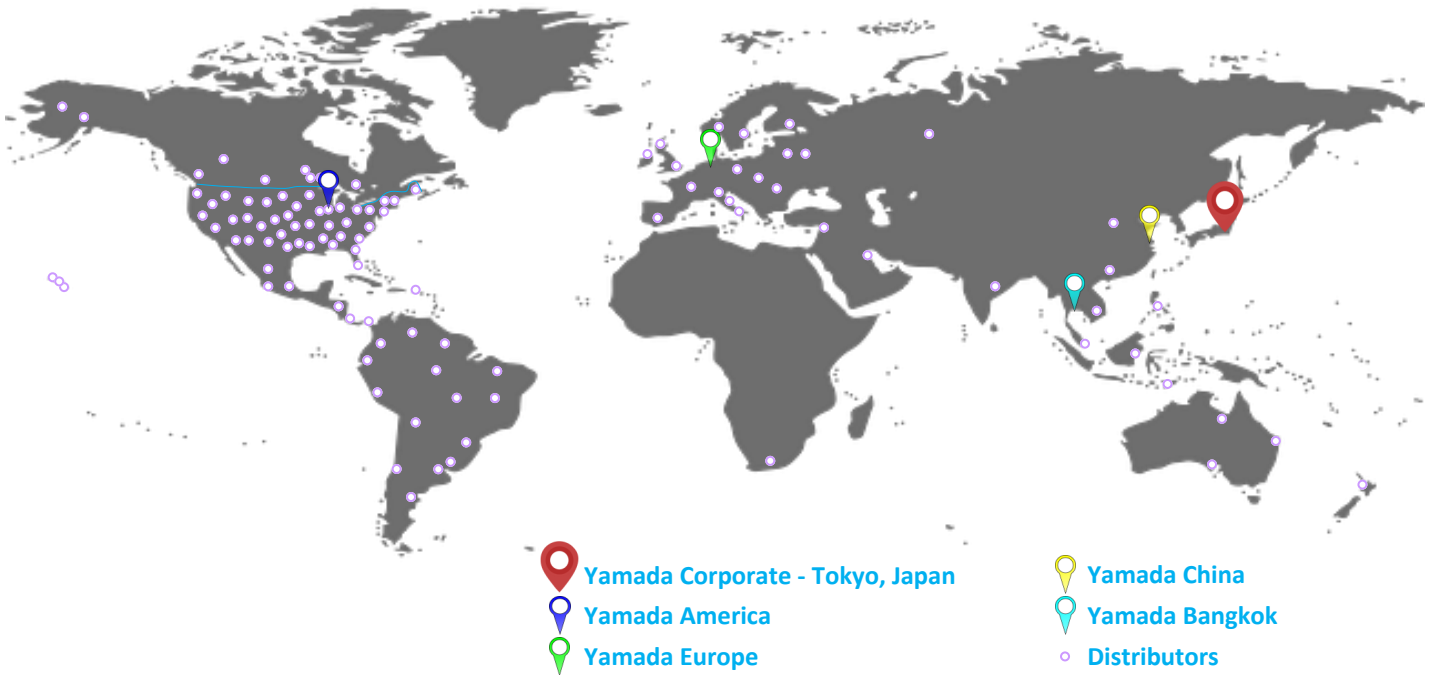 Yamada Corporate - Tokyo, Japan
Yamada America
Yamada Europe
Yamada China
Yamada Bangkok
Distributors